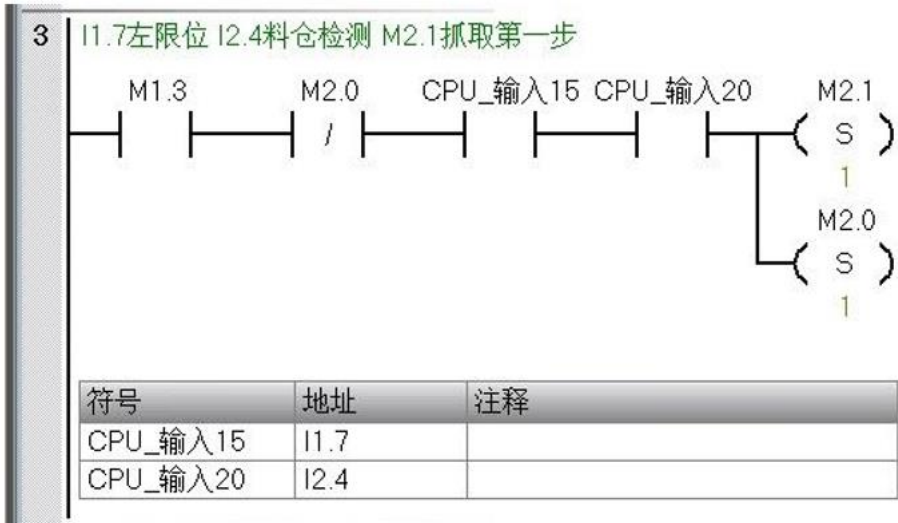 3 I1.7左限位 I2.4料仓检测 M2.1抓取第一步
M1.3 M2.0 CPU_输入15 CPU_输入20 M2.1
/ S
1
M2.0
S
1
符号 地址 注释
CPU_输入15 I1.7
CPU_输入20 I2.4